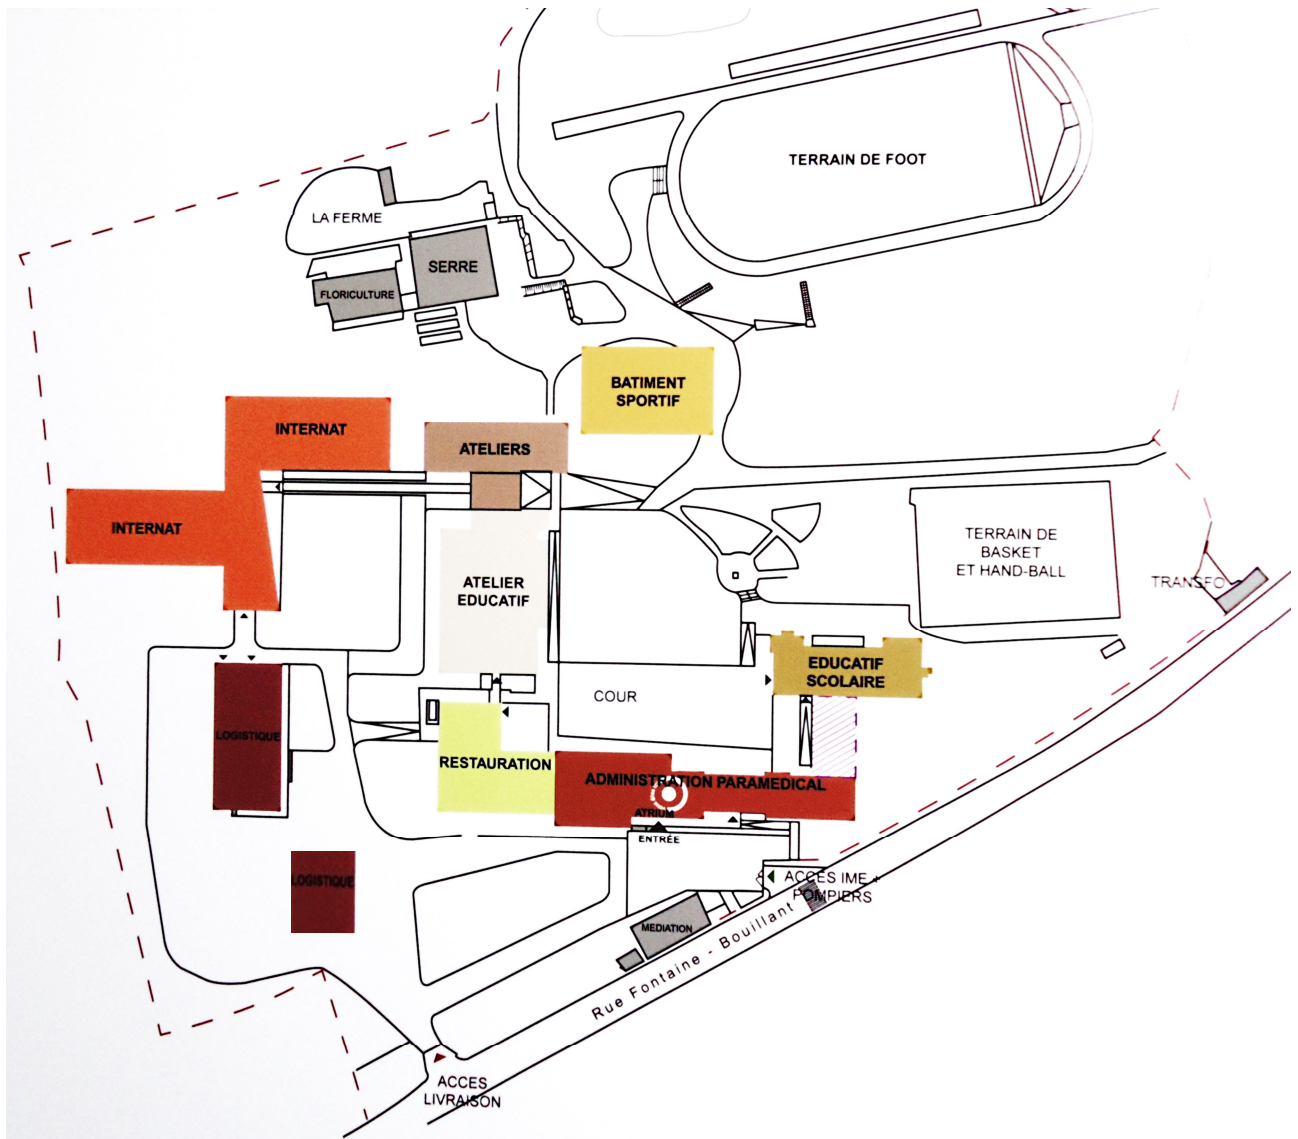 TERRAIN DE FOOT
LA FERME
SERRE
FLORICULTURE
BATIMENT
SPORTIF
INTERNAT
ATELIERS
INTERNAT
TERRAIN DE
BASKET
ET HAND-BALL
TRANSFO
ATELIER
EDUCATIF
EDUCATIF
SCOLAIRE
COUR
LOGISTIQUE
RESTAURATION
ADMINISTRATION PARAMEDICAL
ATRIUM
ENTRÉE
LOGISTIQUE
ACCÈS IME +
POMPIERS
MEDIATION
Rue Fontaine - Bouillant
ACCES
LIVRAISON